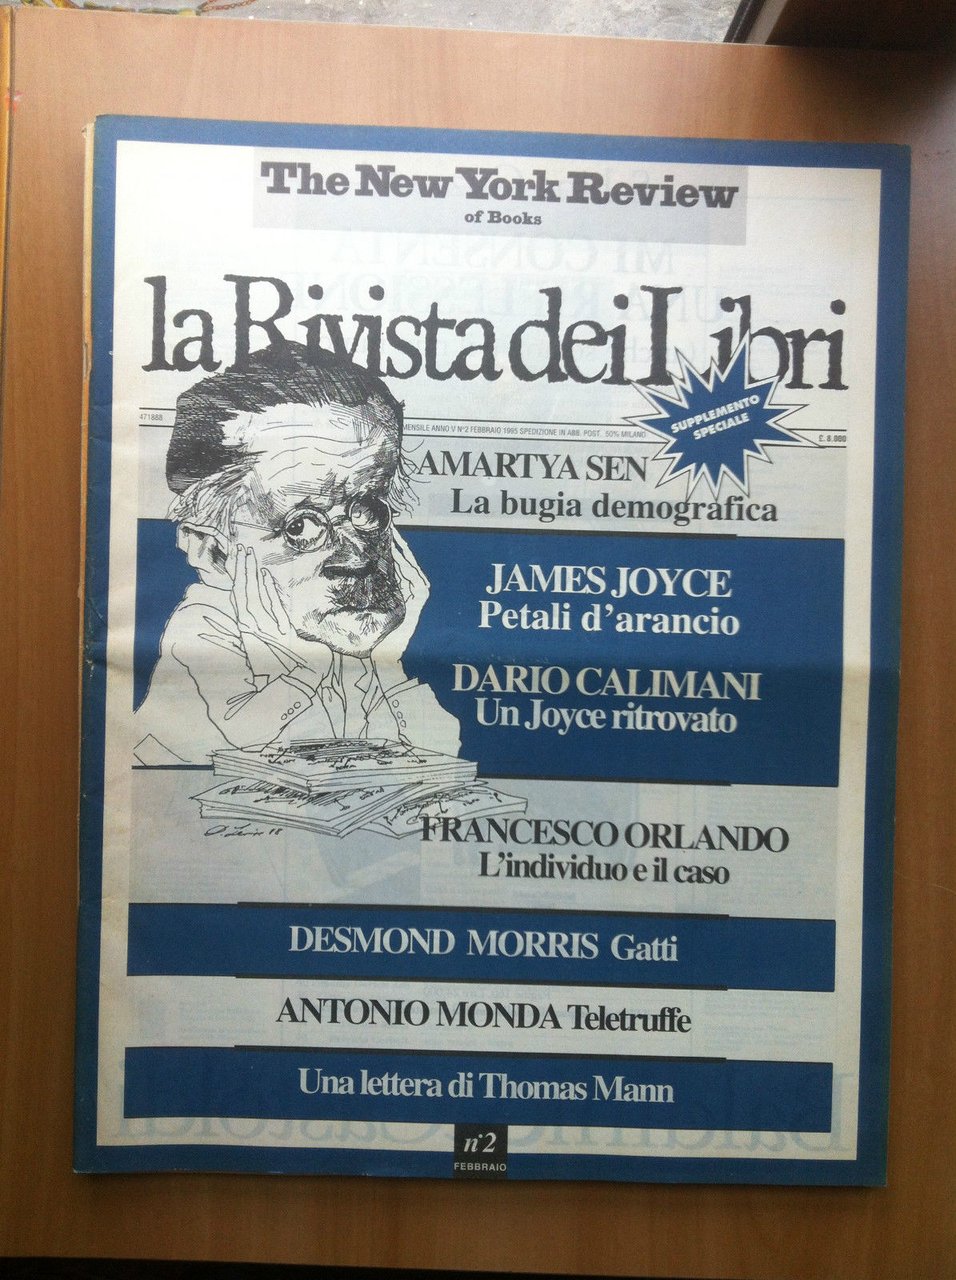 The New York Review
of Books
la Rivista dei Libri
SUPPLEMENTO
SPECIALE
471888
MENSILE ANNO V N°2 FEBBRAIO 1995 SPEDIZIONE IN ABB. POST. 50% MILANO
£. 8.000
AMARTYA SEN
La bugia demografica
JAMES JOYCE
Petali d'arancio
DARIO CALIMANI
Un Joyce ritrovato
FRANCESCO ORLANDO
L'individuo e il caso
DESMOND MORRIS Gatti
ANTONIO MONDA Teletruffe
Una lettera di Thomas Mann
n°2
FEBBRAIO